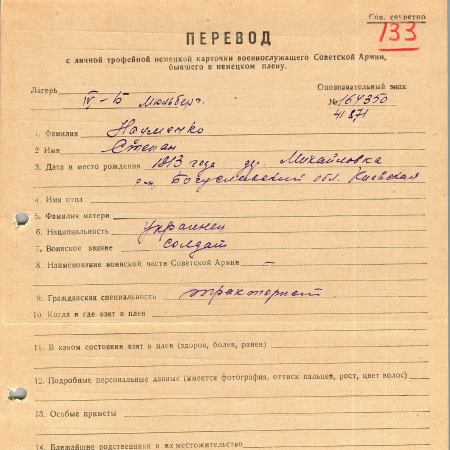 Сов. секретно
133
ПЕРЕВОД
с личной трофейной немецкой карточки военнослужащего Советской Армии,
бывшего в немецком плену.
Лагерь IV-Б Мюльберг.
Опознавательный знак
№164350
41871
1. Фамилия Науменко
2. Имя Степан
3. Дата и место рождения 1913 года др. Михайловка
Богуславский обл. Киевская
4. Имя отца
5. Фамилия матери
6. Национальность украинец
7. Воинское звание солдат
8. Наименование воинской части Советской Армии —
9. Гражданская специальность тракторист
10. Когда и где взят в плен
11. В каком состоянии взят в плен (здоров, болен, ранен)
12. Подробные персональные данные (имеется фотография, оттиск пальцев, рост, цвет волос)
13. Особые приметы
14. Ближайшие родственники и их местожительство